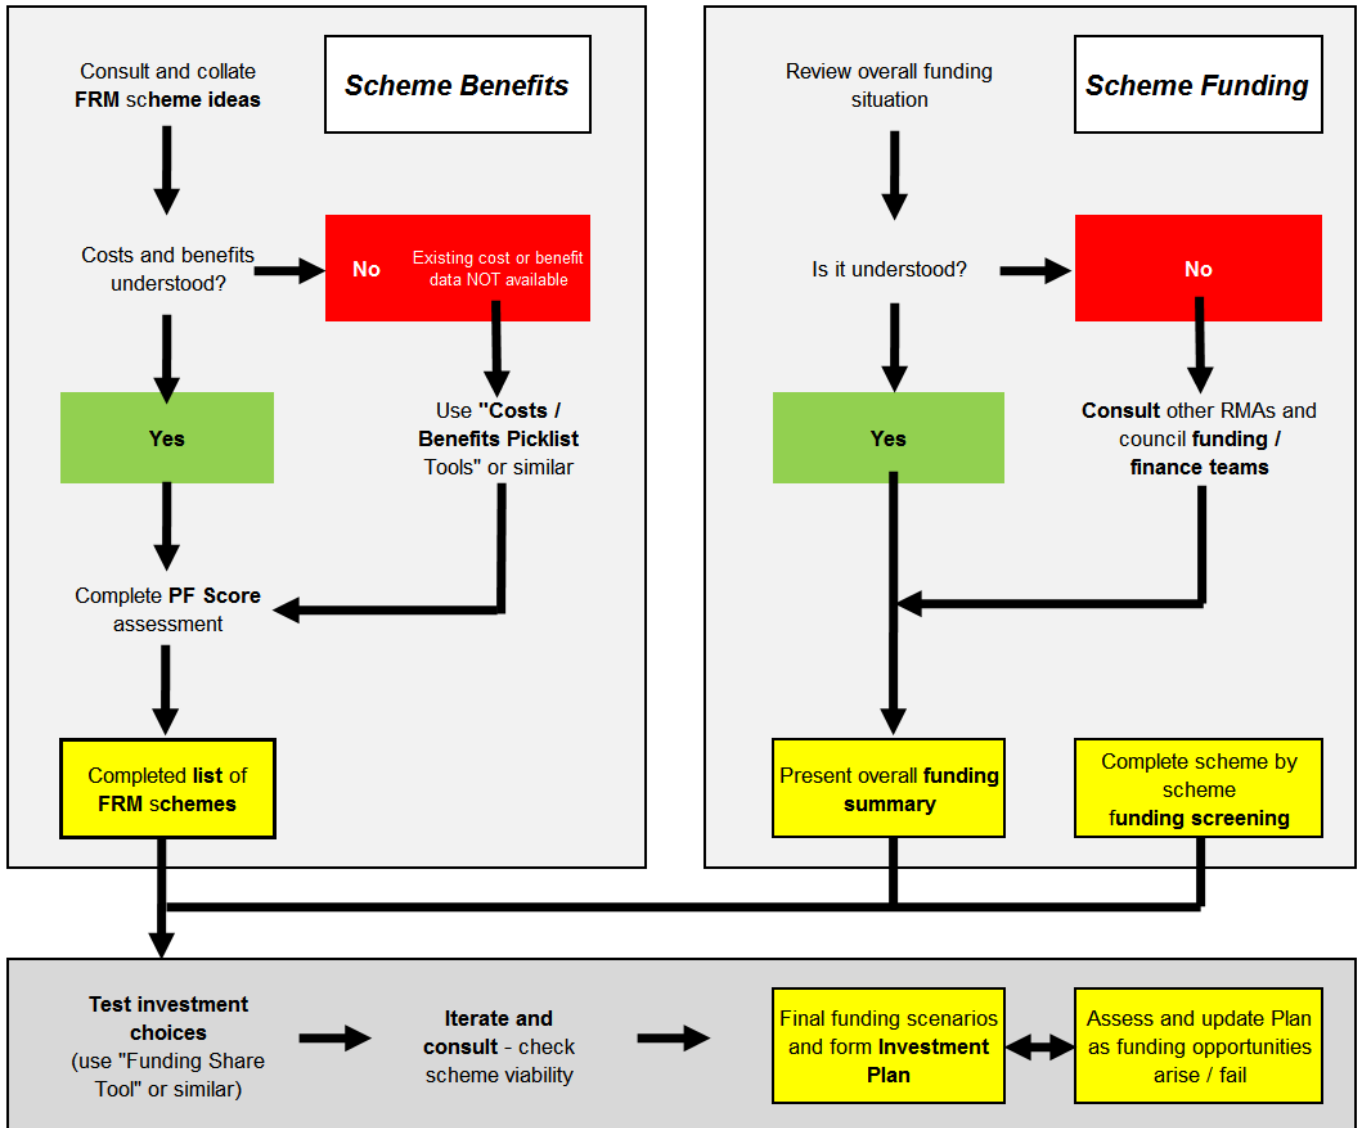 Consult and collate
FRM scheme ideas
Scheme Benefits
Costs and benefits
understood?
No
Existing cost or benefit
data NOT available
Yes
Use "Costs /
Benefits Picklist
Tools" or similar
Complete PF Score
assessment
Completed list of
FRM schemes
Review overall funding
situation
Scheme Funding
Is it understood?
No
Yes
Consult other RMAs and
council funding /
finance teams
Present overall funding
summary
Complete scheme by
scheme
funding screening
Test investment
choices
(use "Funding Share
Tool" or similar)
Iterate and
consult - check
scheme viability
Final funding scenarios
and form Investment
Plan
Assess and update Plan
as funding opportunities
arise / fail